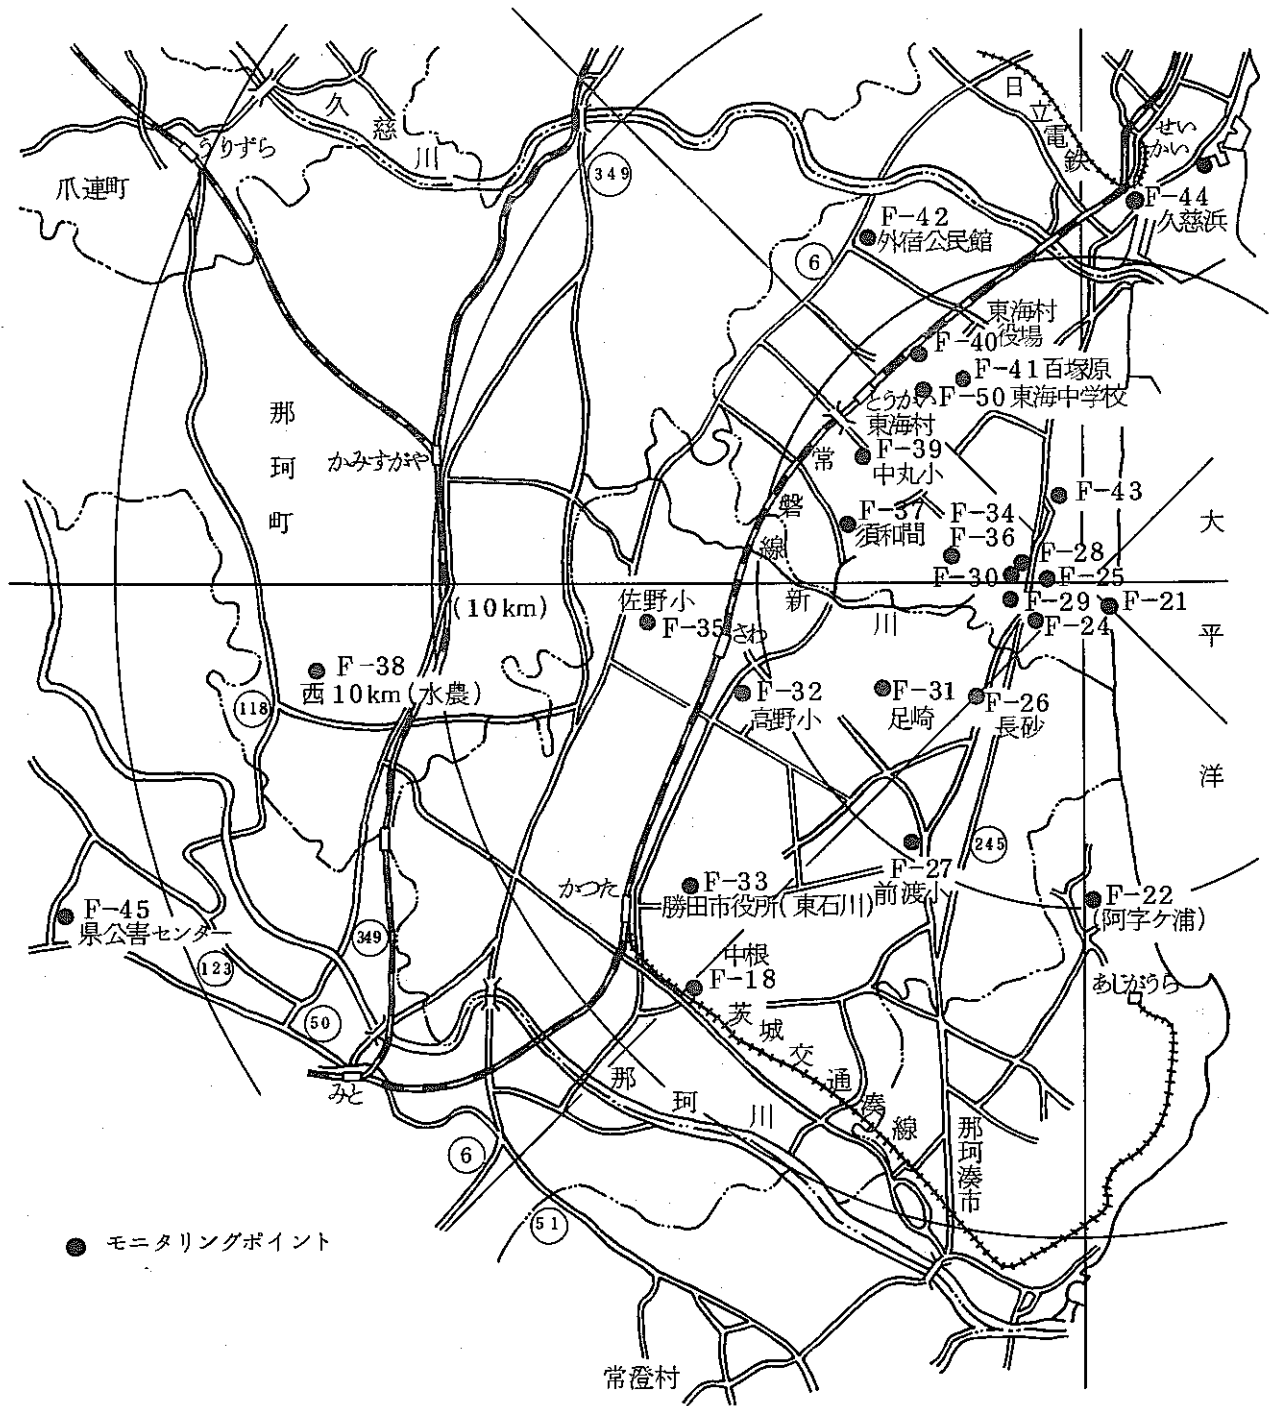 日立電鉄
せいかい
久慈川
うりずら
爪連町
349
F-44
久慈浜
F-42
外宿公民館
6
東海村
役場
F-40
F-41 百塚原
F-50 東海中学校
とうかい
東海村
F-39
中丸小
那珂町
かみすがや
常磐線
F-43
大平洋
F-37
須和間
F-34
F-36
F-28
F-30
F-25
(10km)
佐野小
新川
F-29
F-21
F-24
F-35
さわ
F-38
西10km(水農)
118
F-32
高野小
F-31
足崎
F-26
長砂
245
F-27
前渡小
かつた
F-33
勝田市役所(東石川)
F-22
(阿字ケ浦)
F-45
県公害センター
349
123
中根
F-18
あじがうら
50
茨城交通湊線
みと
那珂川
那珂湊市
6
51
モニタリングポイント
常澄村